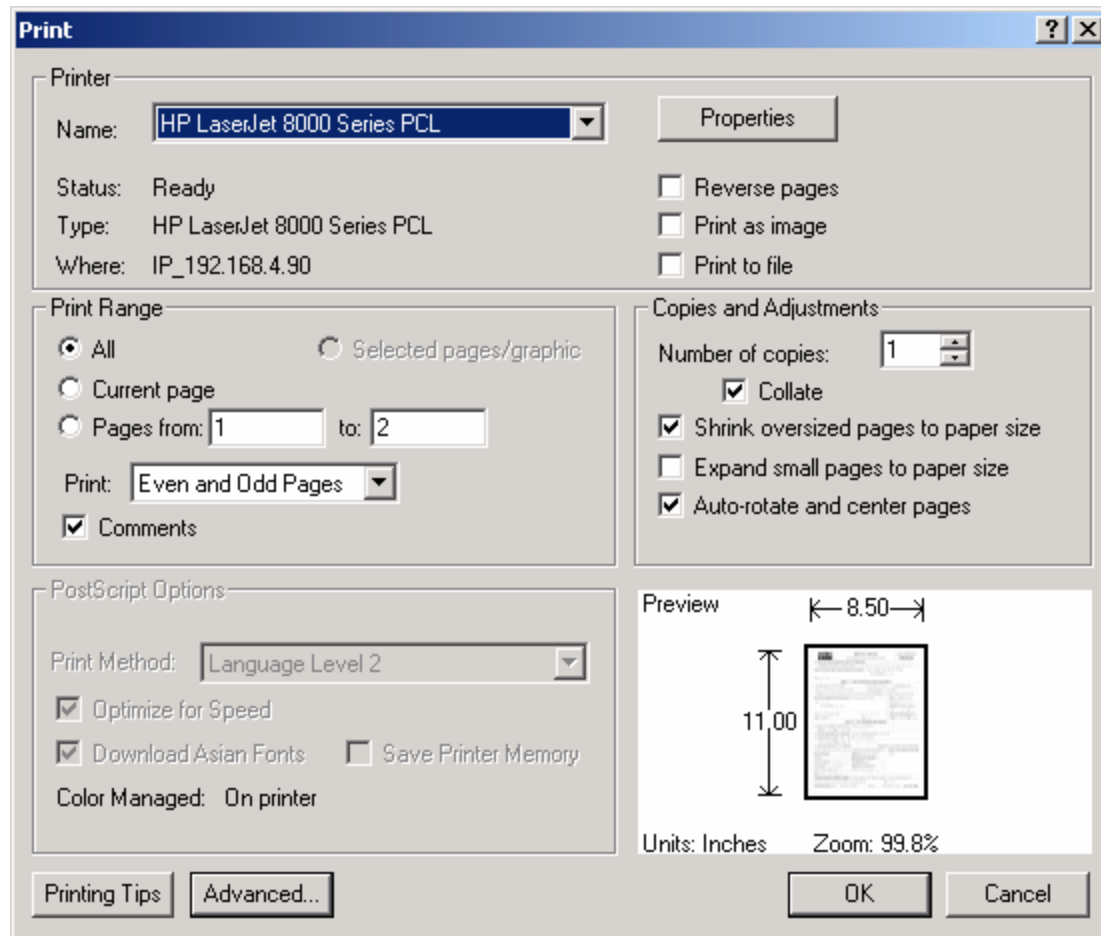 Print
Printer
Name: HP LaserJet 8000 Series PCL Properties
Status: Ready Reverse pages
Type: HP LaserJet 8000 Series PCL Print as image
Where: IP_192.168.4.90 Print to file
Print Range
All Selected pages/graphic
Current page
Pages from: 1 to: 2
Print: Even and Odd Pages
Comments
Copies and Adjustments
Number of copies: 1
Collate
Shrink oversized pages to paper size
Expand small pages to paper size
Auto-rotate and center pages
PostScript Options
Print Method: Language Level 2
Optimize for Speed
Download Asian Fonts Save Printer Memory
Color Managed: On printer
Preview 8.50
11.00
Units: Inches Zoom: 99.8%
Printing Tips Advanced... OK Cancel